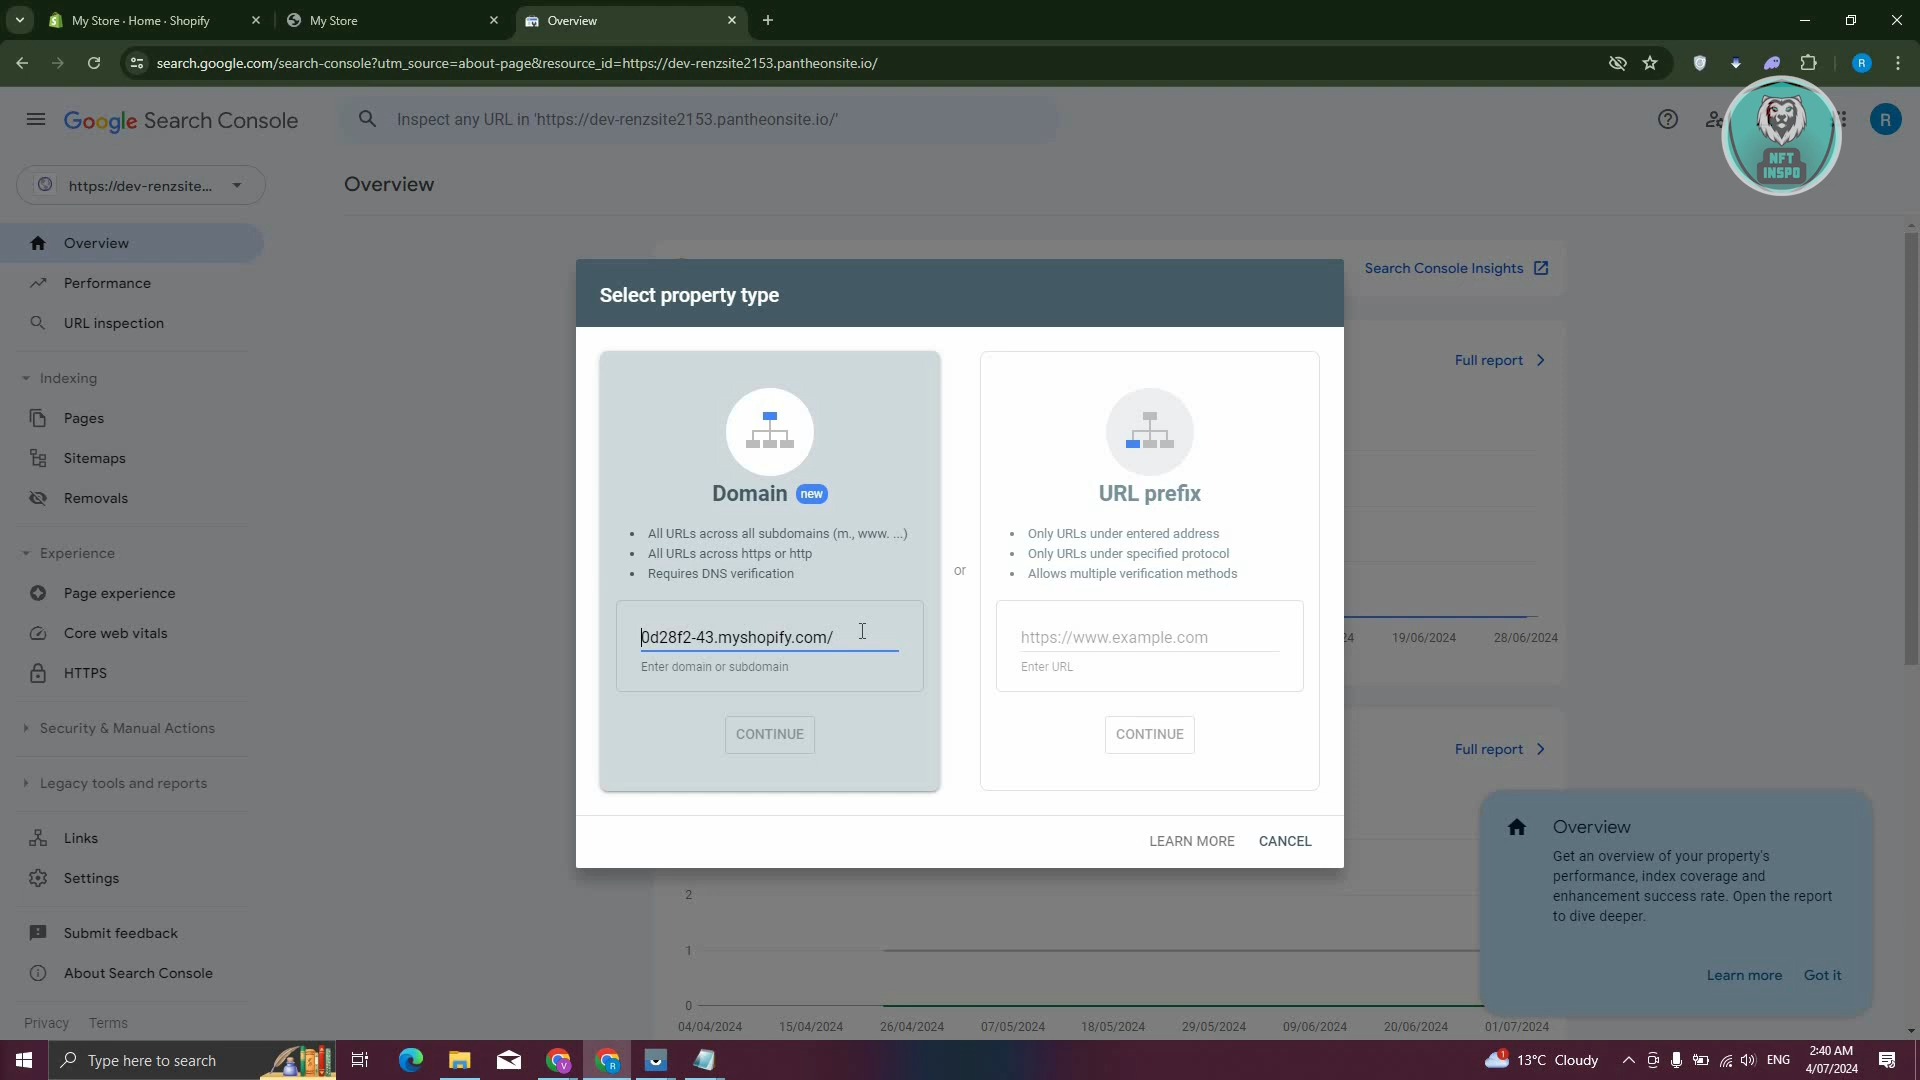 My Store · Home · Shopify
My Store
Overview
search.google.com/search-console?utm_source=about-page&resource_id=https://dev-renzsite2153.pantheonsite.io/
R
Google Search Console
Inspect any URL in 'https://dev-renzsite2153.pantheonsite.io/'
R
NFT
INSPO
https://dev-renzsite...
Overview
Overview
Performance
URL inspection
Indexing
Pages
Sitemaps
Removals
Experience
Page experience
Core web vitals
HTTPS
Security & Manual Actions
Legacy tools and reports
Links
Settings
Submit feedback
About Search Console
Privacy
Terms
Search Console Insights
Full report
Select property type
Domain new
All URLs across all subdomains (m., www. ...)
All URLs across https or http
Requires DNS verification
0d28f2-43.myshopify.com/
Enter domain or subdomain
CONTINUE
or
URL prefix
Only URLs under entered address
Only URLs under specified protocol
Allows multiple verification methods
https://www.example.com
Enter URL
CONTINUE
LEARN MORE
CANCEL
24 19/06/2024 28/06/2024
Full report
2
1
0
04/04/2024 15/04/2024 26/04/2024 07/05/2024 18/05/2024 29/05/2024 09/06/2024 20/06/2024 01/07/2024
Overview
Get an overview of your property's
performance, index coverage and
enhancement success rate. Open the report
to dive deeper.
Learn more
Got it
Type here to search
V
R
1
13°C Cloudy
ENG
2:40 AM
4/07/2024